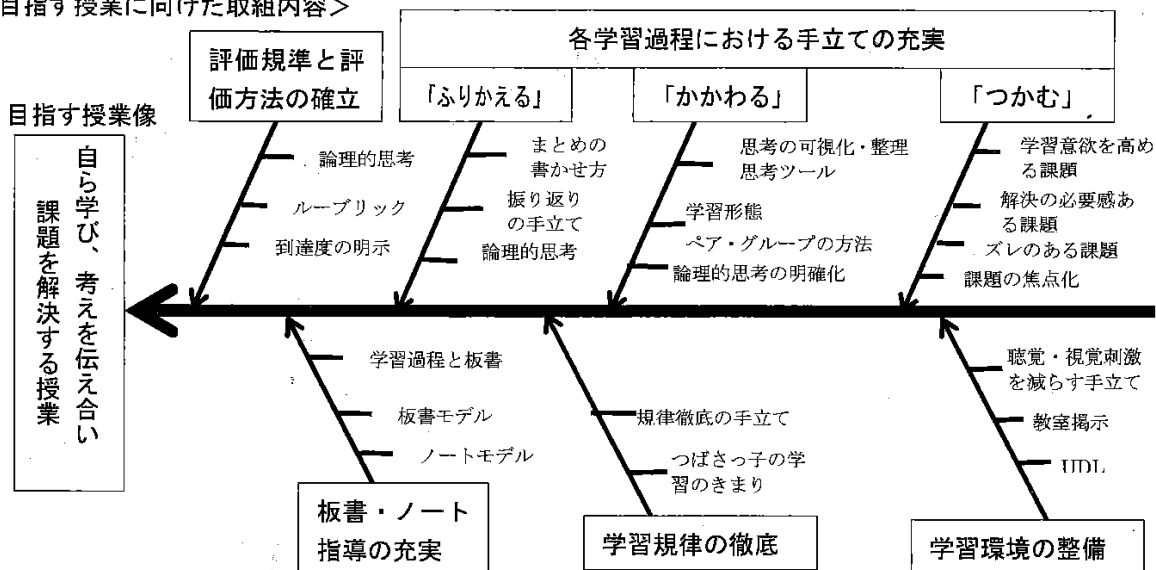 目指す授業に向けた取組内容＞
各学習過程における手立ての充実
評価規準と評
価方法の確立
「ふりかえる」
「かかわる」
「つかむ」
目指す授業像
自ら学び、考えを伝え合い
課題を解決する授業
論理的思考
ルーブリック
到達度の明示
まとめの
書かせ方
振り返り
の手立て
論理的思考
思考の可視化・整理
思考ツール
学習形態
ペア・グループの方法
論理的思考の明確化
学習意欲を高め
る課題
解決の必要感あ
る課題
ズレのある課題
課題の焦点化
学習過程と板書
板書モデル
ノートモデル
板書・ノート
指導の充実
規律徹底の手立て
つばさっ子の学
習のきまり
学習規律の徹底
聴覚・視覚刺激
を減らす手立て
教室掲示
UDL
学習環境の整備